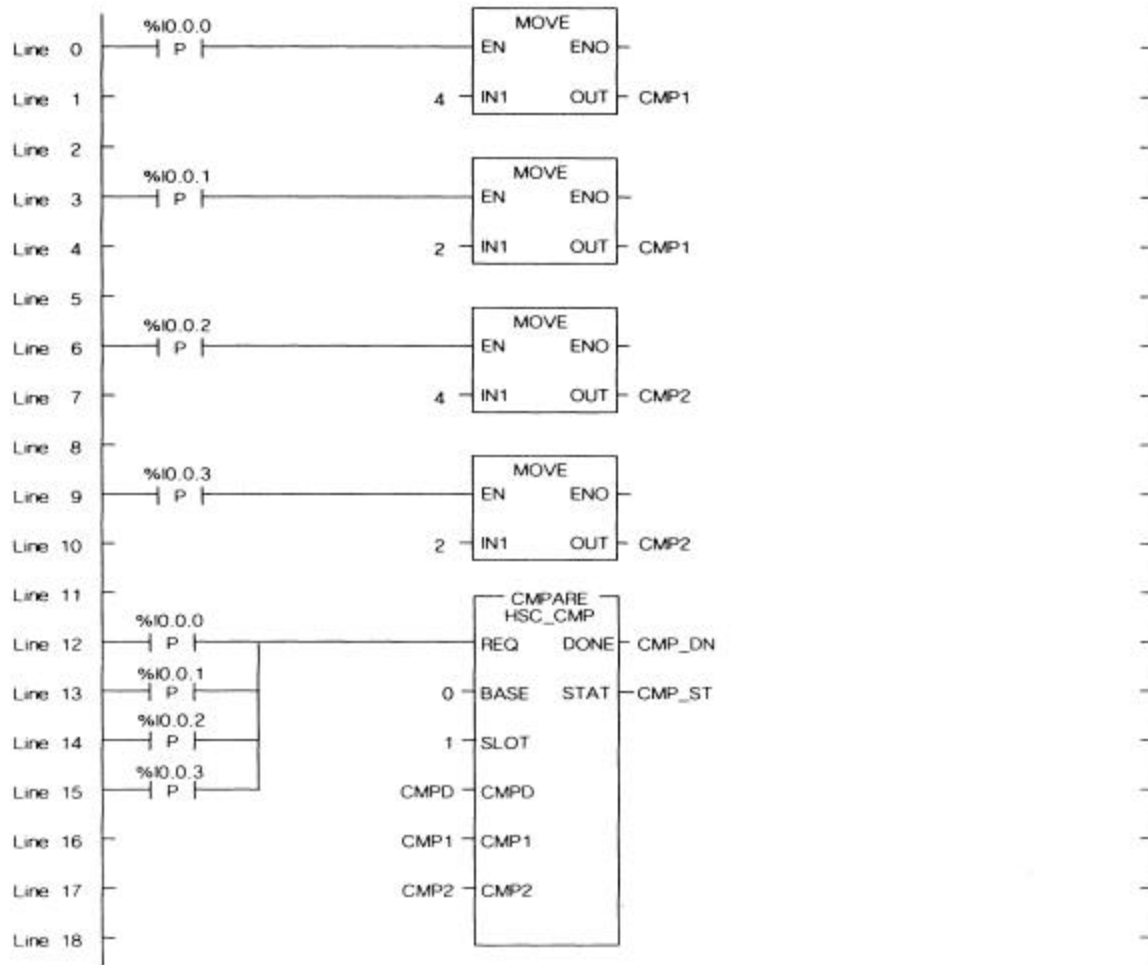 MOVE
%I0.0.0
Line 0 P EN ENO
Line 1 4 IN1 OUT CMP1
Line 2
MOVE
%I0.0.1
Line 3 P EN ENO
Line 4 2 IN1 OUT CMP1
Line 5
MOVE
%I0.0.2
Line 6 P EN ENO
Line 7 4 IN1 OUT CMP2
Line 8
MOVE
%I0.0.3
Line 9 P EN ENO
Line 10 2 IN1 OUT CMP2
Line 11
CMPARE
HSC_CMP
%I0.0.0
Line 12 P REQ DONE CMP_DN
%I0.0.1
Line 13 P 0 BASE STAT CMP_ST
%I0.0.2
Line 14 P 1 SLOT
%I0.0.3
Line 15 P CMPD CMPD
Line 16 CMP1 CMP1
Line 17 CMP2 CMP2
Line 18